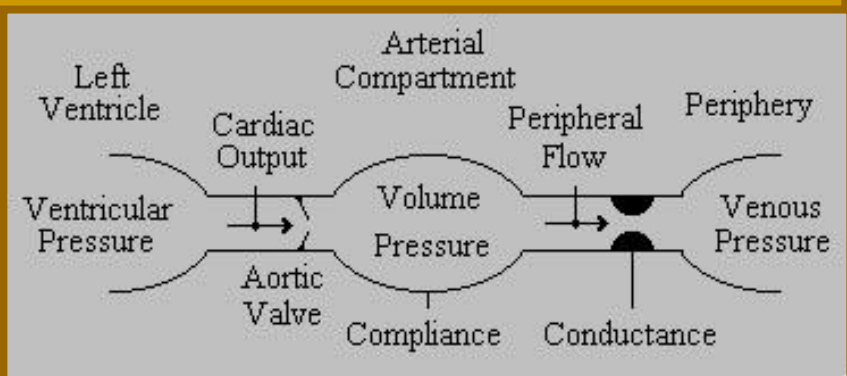 Left
Ventricle
Cardiac
Output
Arterial
Compartment
Peripheral
Flow
Periphery
Ventricular
Pressure
Volume
Pressure
Venous
Pressure
Aortic
Valve
Compliance
Conductance